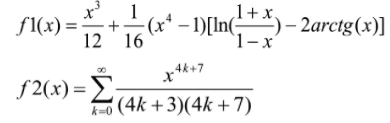 f1(x) = x³/12 + 1/16 (x⁴ − 1)[ln((1+x)/(1−x)) − 2arctg(x)]
f2(x) = ∑_{k=0}^{∞} x^{4k+7}/((4k+3)(4k+7))